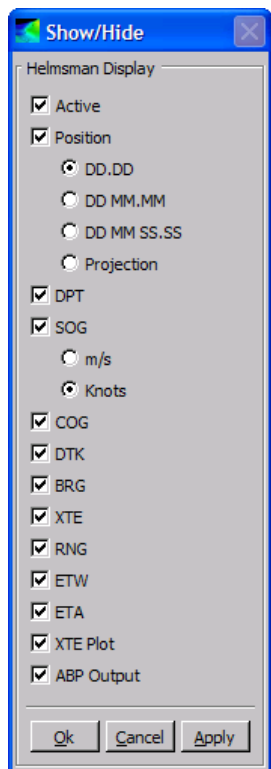 Show/Hide
Helmsman Display
Active
Position
DD.DD
DD MM.MM
DD MM SS.SS
Projection
DPT
SOG
m/s
Knots
COG
DTK
BRG
XTE
RNG
ETW
ETA
XTE Plot
ABP Output
Ok Cancel Apply